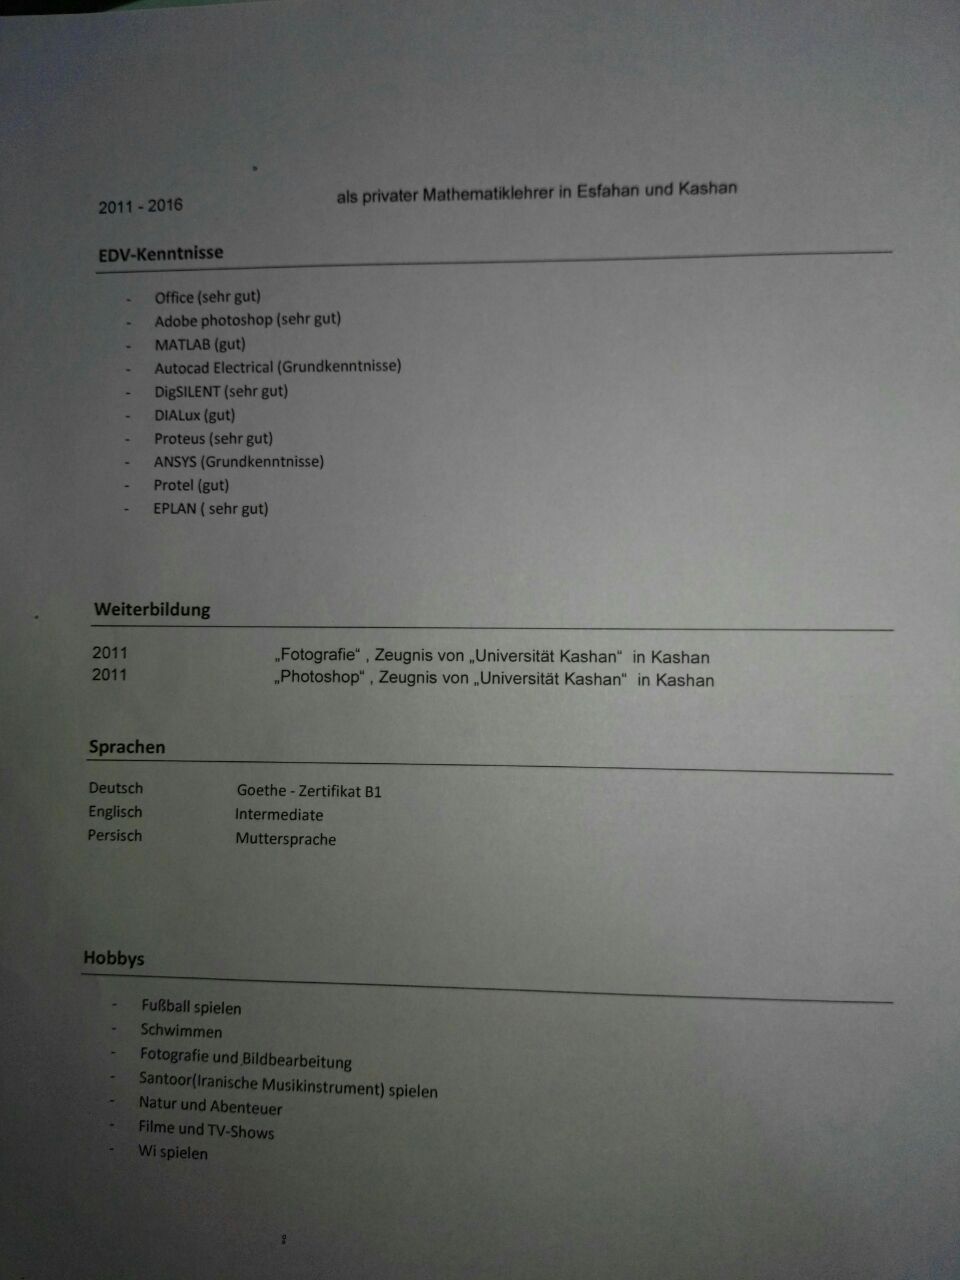 2011 - 2016 als privater Mathematiklehrer in Esfahan und Kashan
EDV-Kenntnisse
- Office (sehr gut)
- Adobe photoshop (sehr gut)
- MATLAB (gut)
- Autocad Electrical (Grundkenntnisse)
- DigSILENT (sehr gut)
- DIALux (gut)
- Proteus (sehr gut)
- ANSYS (Grundkenntnisse)
- Protel (gut)
- EPLAN ( sehr gut)
Weiterbildung
2011 „Fotografie“ , Zeugnis von „Universität Kashan“ in Kashan
2011 „Photoshop“ , Zeugnis von „Universität Kashan“ in Kashan
Sprachen
Deutsch Goethe - Zertifikat B1
Englisch Intermediate
Persisch Muttersprache
Hobbys
- Fußball spielen
- Schwimmen
- Fotografie und Bildbearbeitung
- Santoor(Iranische Musikinstrument) spielen
- Natur und Abenteuer
- Filme und TV-Shows
- Wi spielen